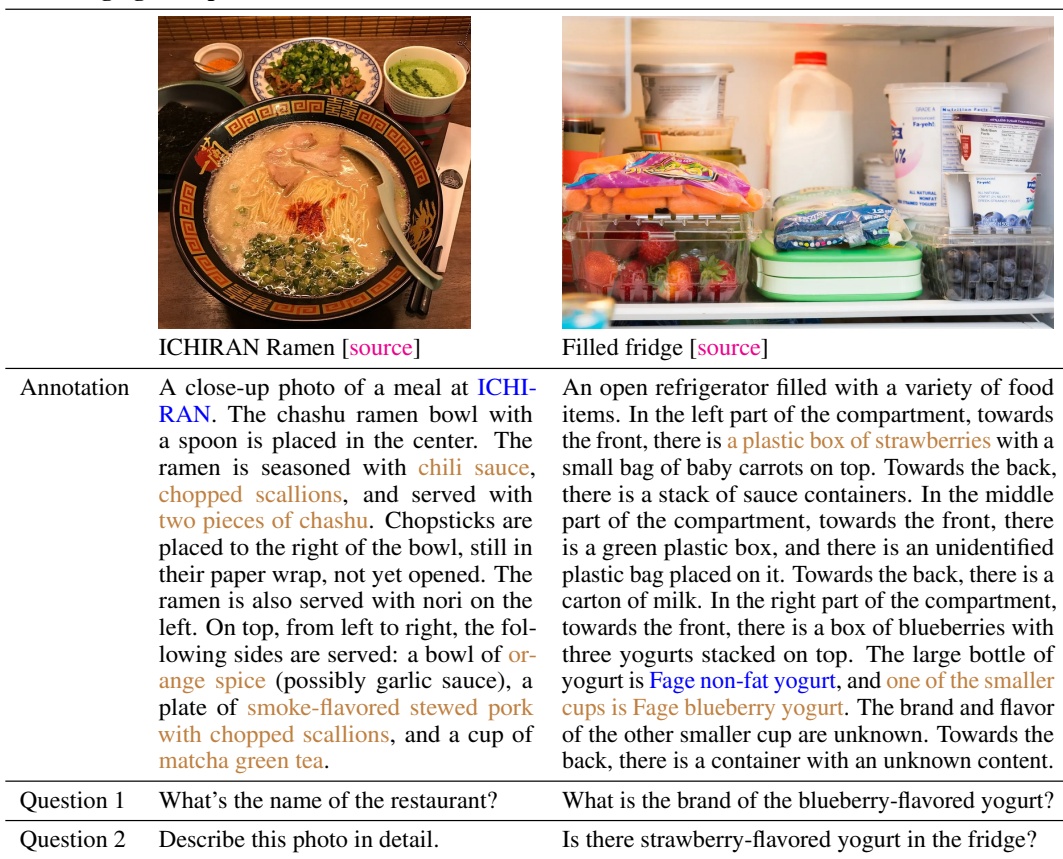 GRADE A
Nutrition Facts
Fa-yeh!
0%
ALL NATURAL
NONFAT
Fa-yeh!
ICHIRAN Ramen [source]
Filled fridge [source]
Annotation
A close-up photo of a meal at ICHI-
RAN. The chashu ramen bowl with
a spoon is placed in the center. The
ramen is seasoned with chili sauce,
chopped scallions, and served with
two pieces of chashu. Chopsticks are
placed to the right of the bowl, still in
their paper wrap, not yet opened. The
ramen is also served with nori on the
left. On top, from left to right, the fol-
lowing sides are served: a bowl of or-
ange spice (possibly garlic sauce), a
plate of smoke-flavored stewed pork
with chopped scallions, and a cup of
matcha green tea.
An open refrigerator filled with a variety of food
items. In the left part of the compartment, towards
the front, there is a plastic box of strawberries with a
small bag of baby carrots on top. Towards the back,
there is a stack of sauce containers. In the middle
part of the compartment, towards the front, there
is a green plastic box, and there is an unidentified
plastic bag placed on it. Towards the back, there is a
carton of milk. In the right part of the compartment,
towards the front, there is a box of blueberries with
three yogurts stacked on top. The large bottle of
yogurt is Fage non-fat yogurt, and one of the smaller
cups is Fage blueberry yogurt. The brand and flavor
of the other smaller cup are unknown. Towards the
back, there is a container with an unknown content.
Question 1
What's the name of the restaurant?
What is the brand of the blueberry-flavored yogurt?
Question 2
Describe this photo in detail.
Is there strawberry-flavored yogurt in the fridge?